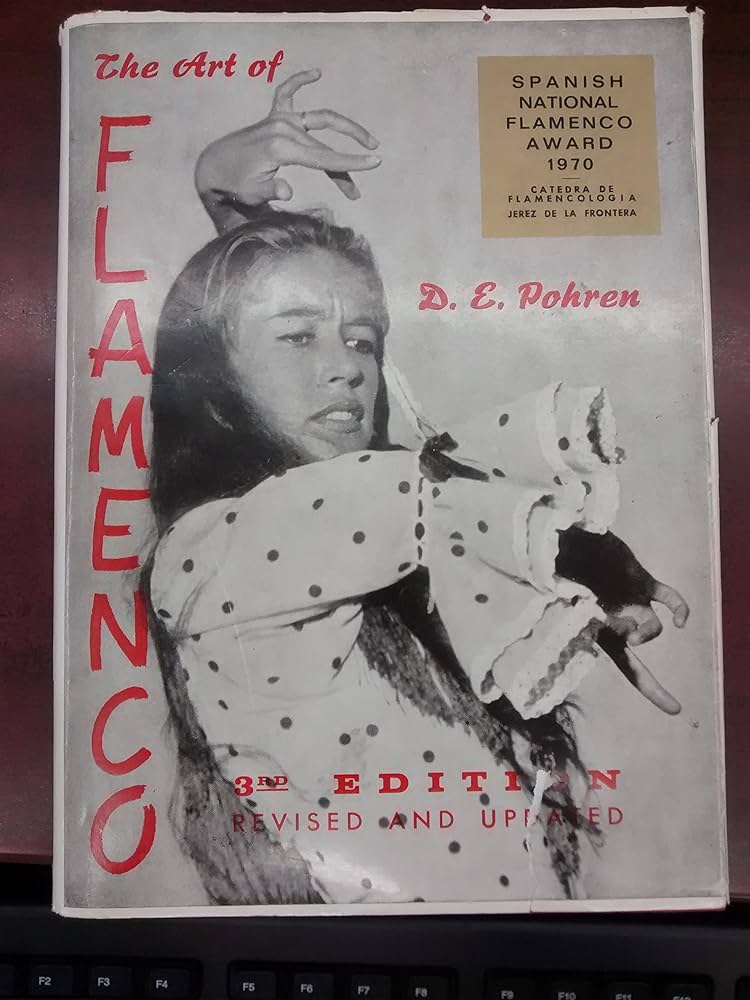 The Art of
FLAMENCO
SPANISH
NATIONAL
FLAMENCO
AWARD
1970
CATEDRA DE
FLAMENCOLOGIA
JEREZ DE LA FRONTERA
D. E. Pohren
3RD EDITION
REVISED AND UPDATED
F2 F3 F4 F5 F6 F7 F8 F9 F10 F11